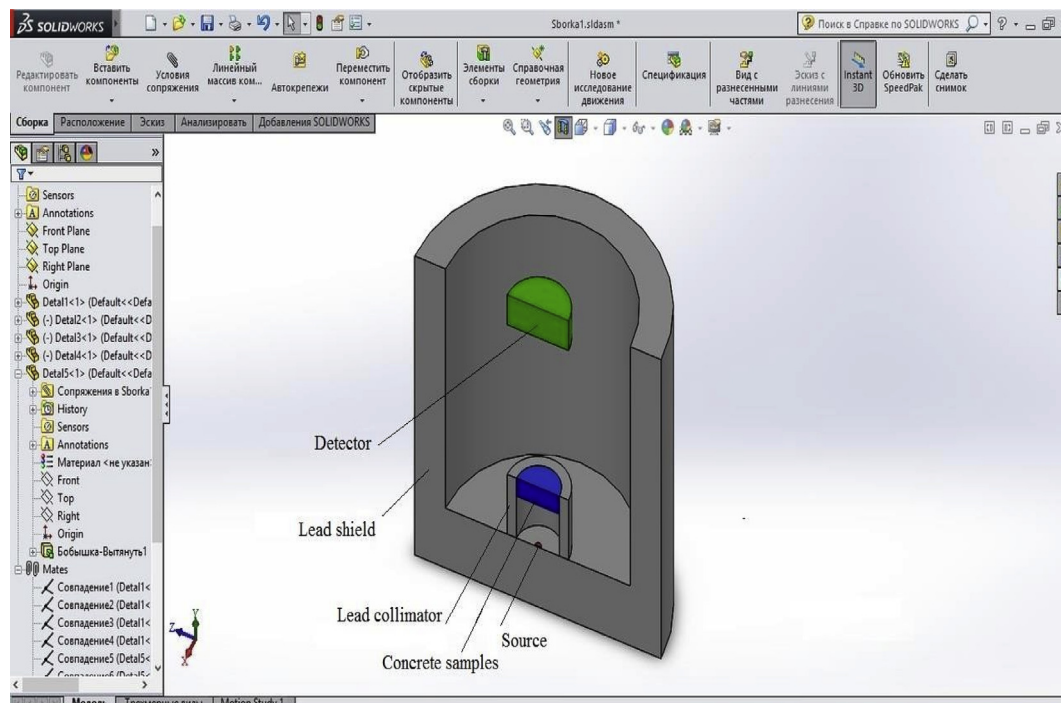 SOLIDWORKS
Sborka1.sldasm *
Поиск в Справке по SOLIDWORKS
Редактировать компонент
Вставить компоненты
Условия сопряжения
Линейный массив ком...
Автокрепежи
Переместить компонент
Отобразить скрытые компоненты
Элементы сборки
Справочная геометрия
Новое исследование движения
Спецификация
Вид с разнесенными частями
Эскиз с линиями разнесения
Instant 3D
Обновить SpeedPak
Сделать снимок
Сборка
Расположение
Эскиз
Анализировать
Добавления SOLIDWORKS
Sensors
Annotations
Front Plane
Top Plane
Right Plane
Origin
Detal1<1> (Default<<Defa
(-) Detal2<1> (Default<<D
(-) Detal3<1> (Default<<D
(-) Detal4<1> (Default<<D
Detal5<1> (Default<<Defa
Сопряжения в Sborka
History
Sensors
Annotations
Материал <не указан
Front
Top
Right
Origin
Бобышка-Вытянуть1
Mates
Совпадение1 (Detal1<
Совпадение2 (Detal1<
Совпадение3 (Detal1<
Совпадение4 (Detal1<
Совпадение5 (Detal5<
Detector
Lead shield
Lead collimator
Source
Concrete samples
Y
Z
X
Модель
Трехмерные виды
Motion Study 1